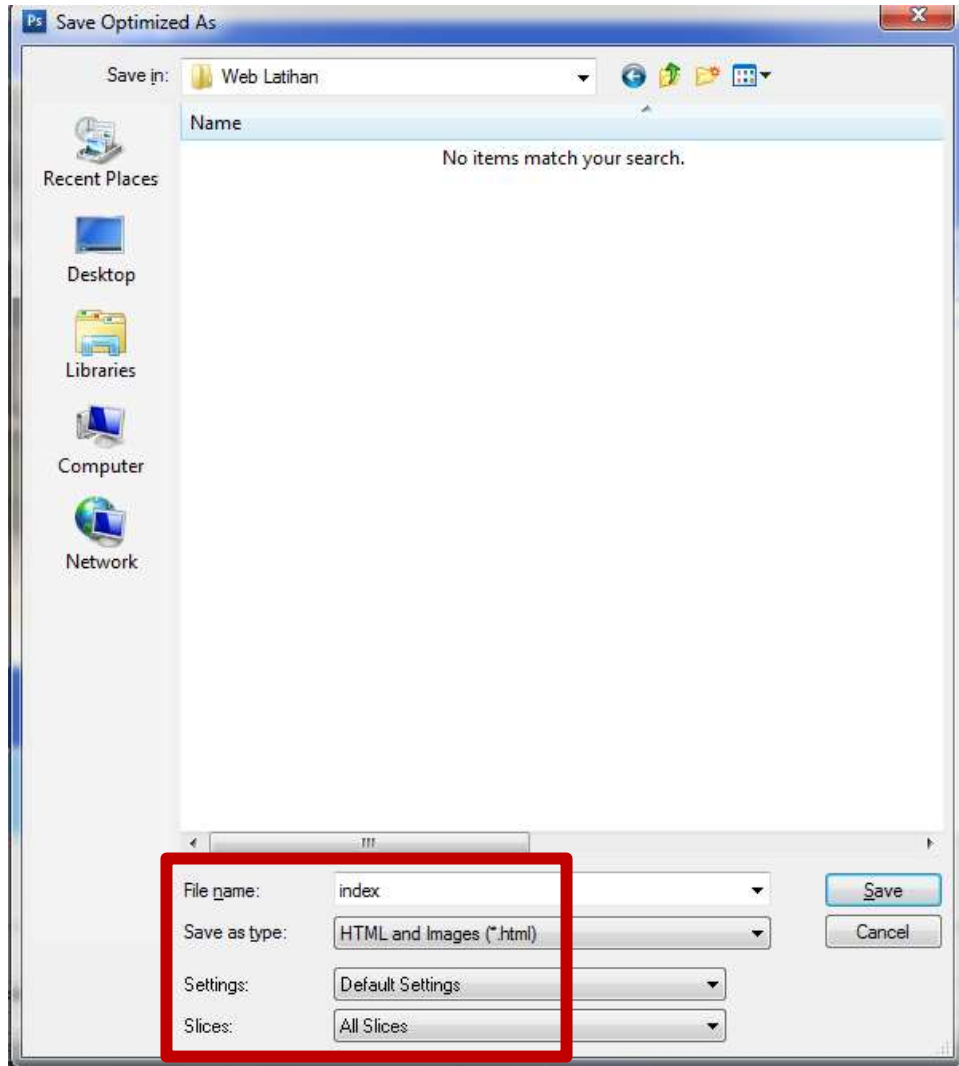 Ps Save Optimized As
Save in: Web Latihan
Name
No items match your search.
Recent Places
Desktop
Libraries
Computer
Network
File name: index Save
Save as type: HTML and Images (*.html) Cancel
Settings: Default Settings
Slices: All Slices